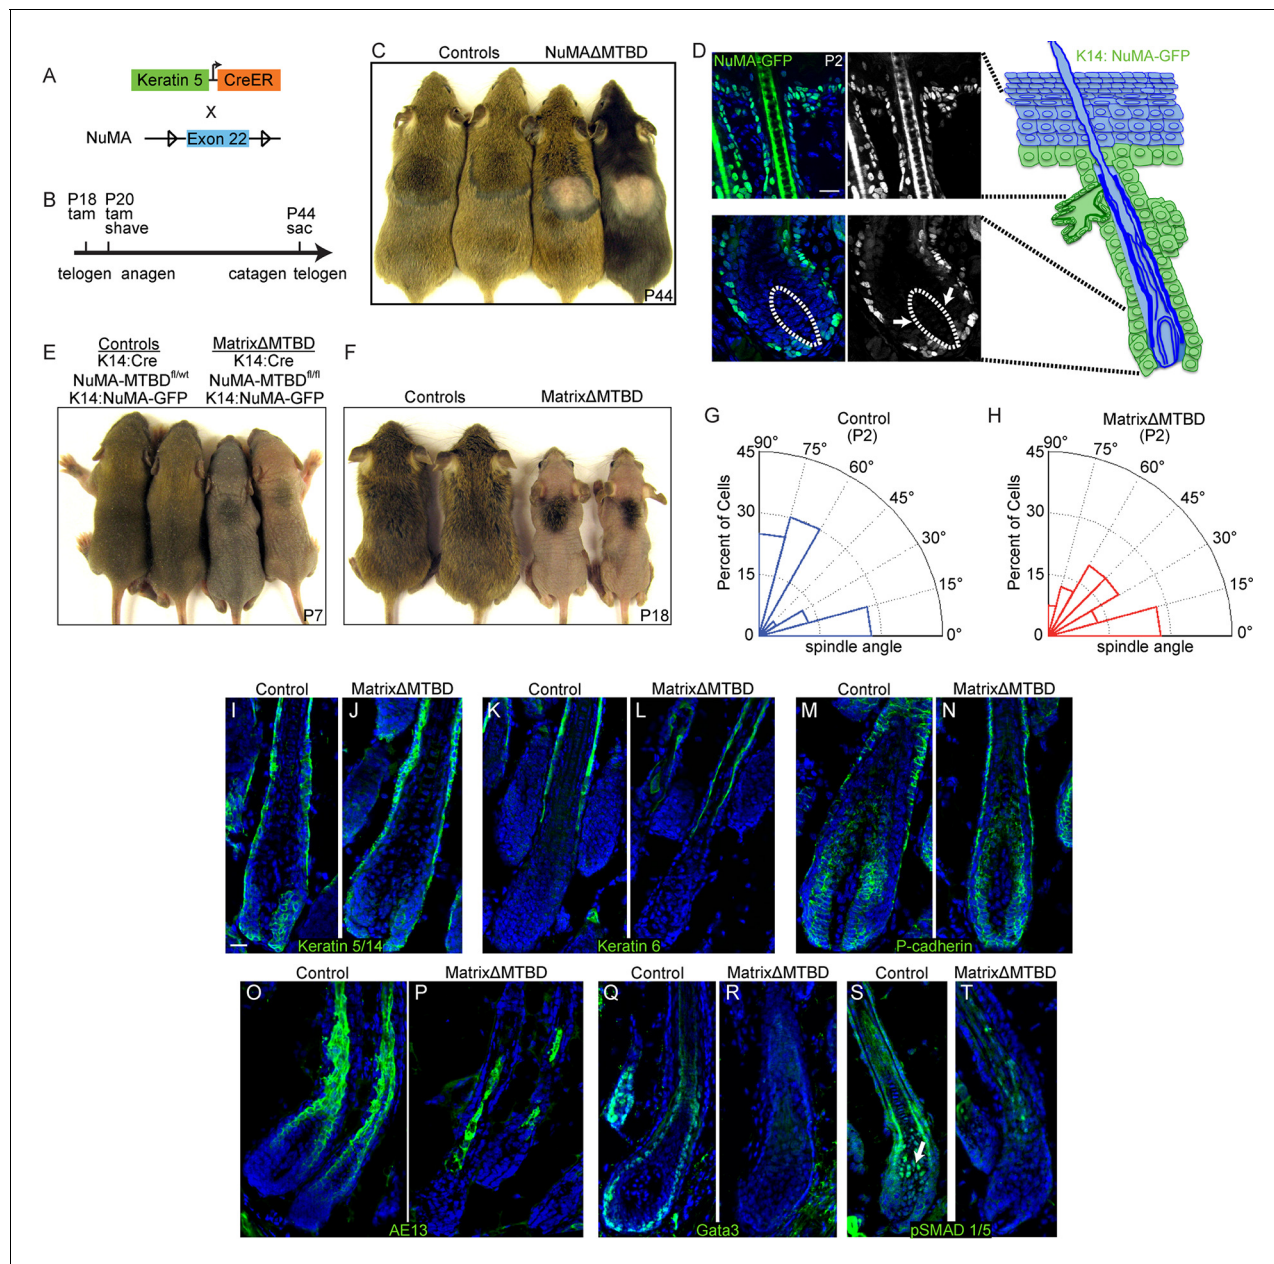 A
Keratin 5
CreER
X
NuMA
Exon 22
B
P18
tam
P20
tam
shave
P44
sac
telogen
anagen
catagen
telogen
C
Controls
NuMAΔMTBD
P44
D
NuMA-GFP
P2
K14: NuMA-GFP
E
Controls
K14:Cre
NuMA-MTBDfl/wt
K14:NuMA-GFP
MatrixΔMTBD
K14:Cre
NuMA-MTBDfl/fl
K14:NuMA-GFP
P7
F
Controls
MatrixΔMTBD
P18
G
Control
(P2)
45
90°
75°
60°
45°
30°
15°
0°
30
15
0
Percent of Cells
spindle angle
H
MatrixΔMTBD
(P2)
45
90°
75°
60°
45°
30°
15°
0°
30
15
0
Percent of Cells
spindle angle
Control
MatrixΔMTBD
I
J
Keratin 5/14
Control
MatrixΔMTBD
K
L
Keratin 6
Control
MatrixΔMTBD
M
N
P-cadherin
Control
MatrixΔMTBD
O
P
AE13
Control
MatrixΔMTBD
Q
R
Gata3
Control
MatrixΔMTBD
S
T
pSMAD 1/5